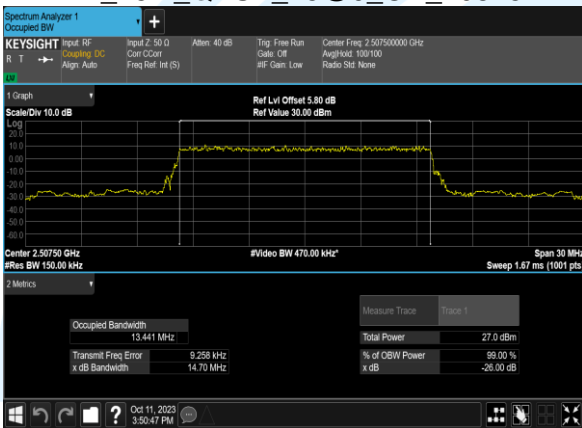 Spectrum Analyzer 1
Occupied BW
+
KEYSIGHT Input: RF Input Z: 50 Ω Atten: 40 dB Trig: Free Run Center Freq: 2.507500000 GHz
R T Coupling: DC Corr CCorr Gate: Off Avg|Hold: 100/100
Align: Auto Freq Ref: Int (S) #IF Gain: Low Radio Std: None
1 Graph
Scale/Div 10.0 dB
Ref Lvl Offset 5.80 dB
Ref Value 30.00 dBm
Log
20.0
10.0
0.00
-10.0
-20.0
-30.0
-40.0
-50.0
-60.0
Center 2.50750 GHz #Video BW 470.00 kHz* Span 30 MHz
#Res BW 150.00 kHz Sweep 1.67 ms (1001 pts
2 Metrics
Measure Trace Trace 1
Occupied Bandwidth
13.441 MHz
Total Power 27.0 dBm
Transmit Freq Error 9.258 kHz % of OBW Power 99.00 %
x dB Bandwidth 14.70 MHz x dB -26.00 dB
? Oct 11, 2023
3:50:47 PM